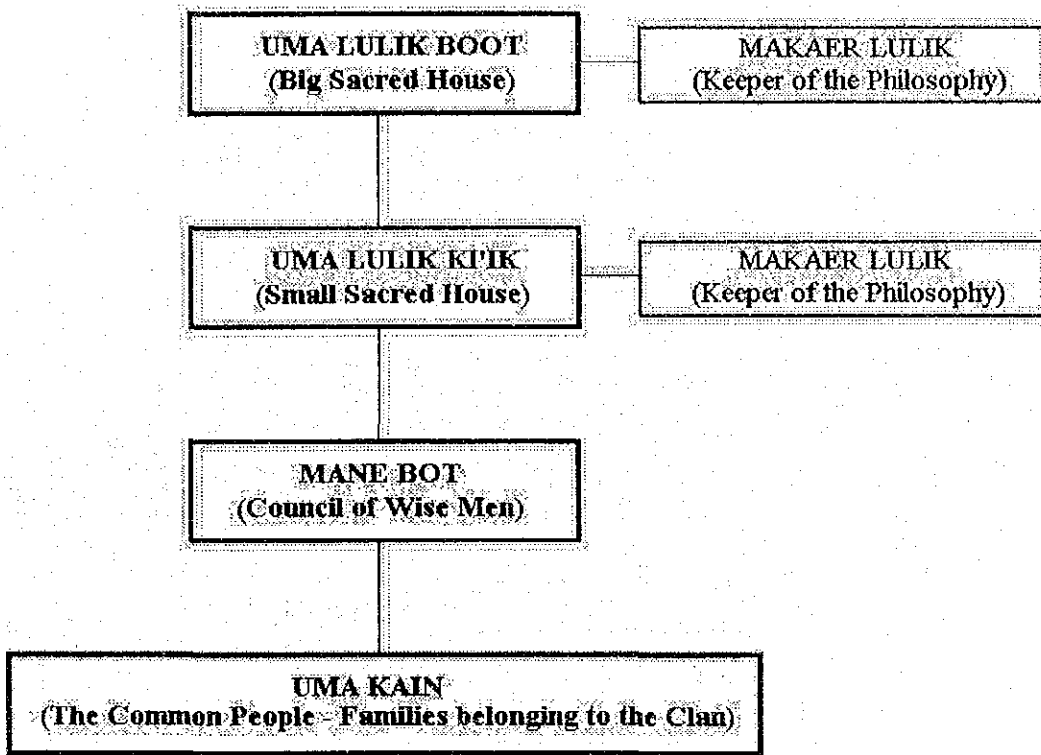 UMA LULIK BOOT
(Big Sacred House)
MAKAER LULIK
(Keeper of the Philosophy)
UMA LULIK KI'IK
(Small Sacred House)
MAKAER LULIK
(Keeper of the Philosophy)
MANE BOT
(Council of Wise Men)
UMA KAIN
(The Common People - Families belonging to the Clan)